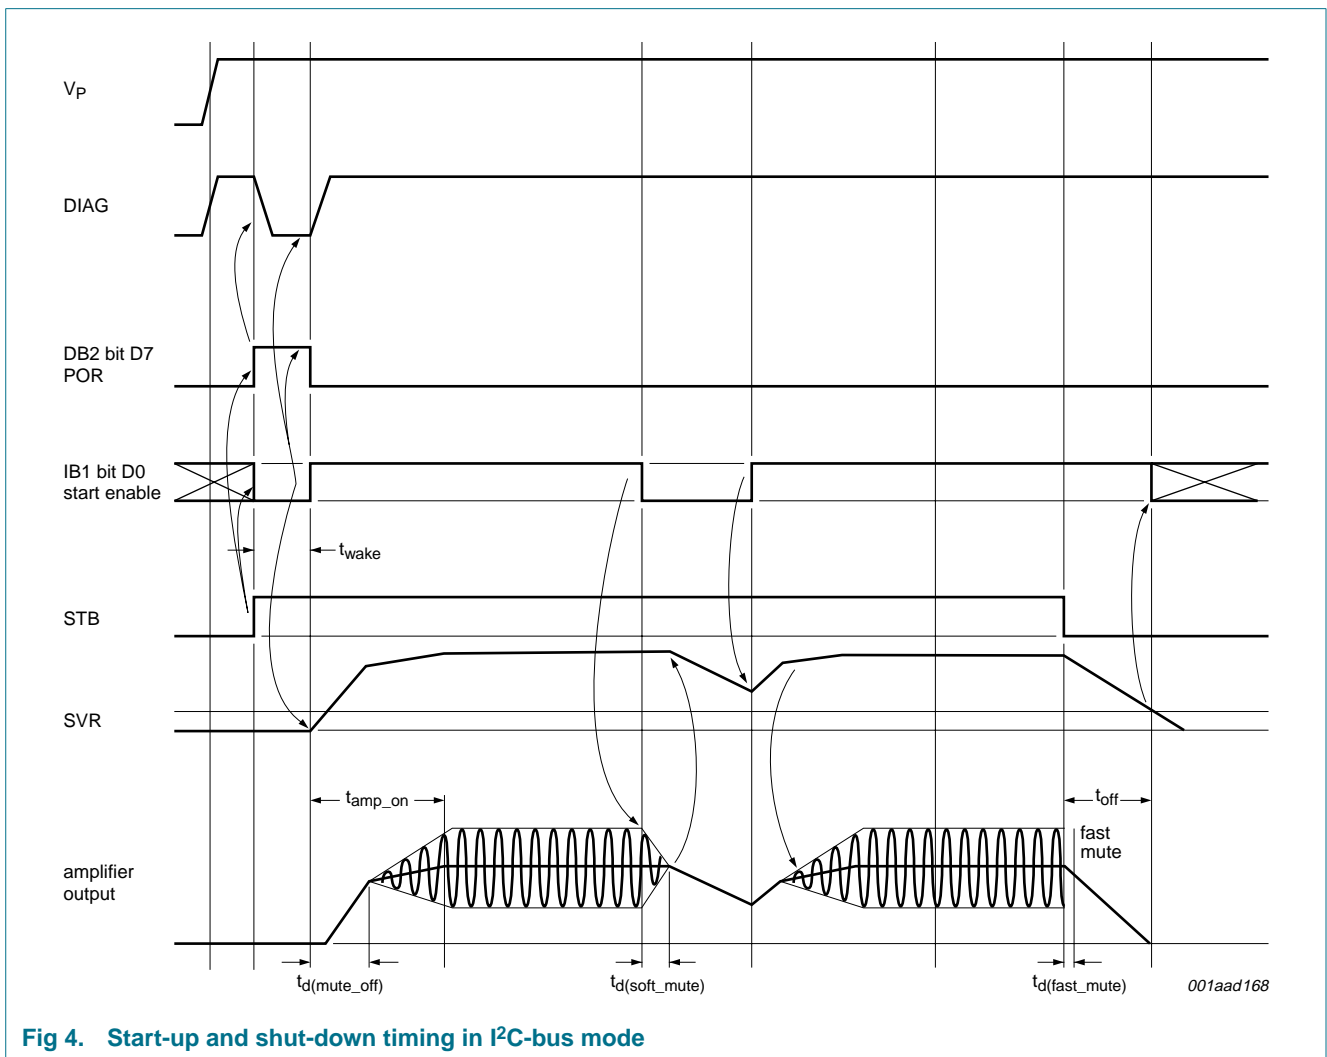 VP
DIAG
DB2 bit D7
POR
IB1 bit D0
start enable
twake
STB
SVR
tamp_on
toff
fast
mute
amplifier
output
td(mute_off)
td(soft_mute)
td(fast_mute)
001aad168
Fig 4. Start-up and shut-down timing in I²C-bus mode